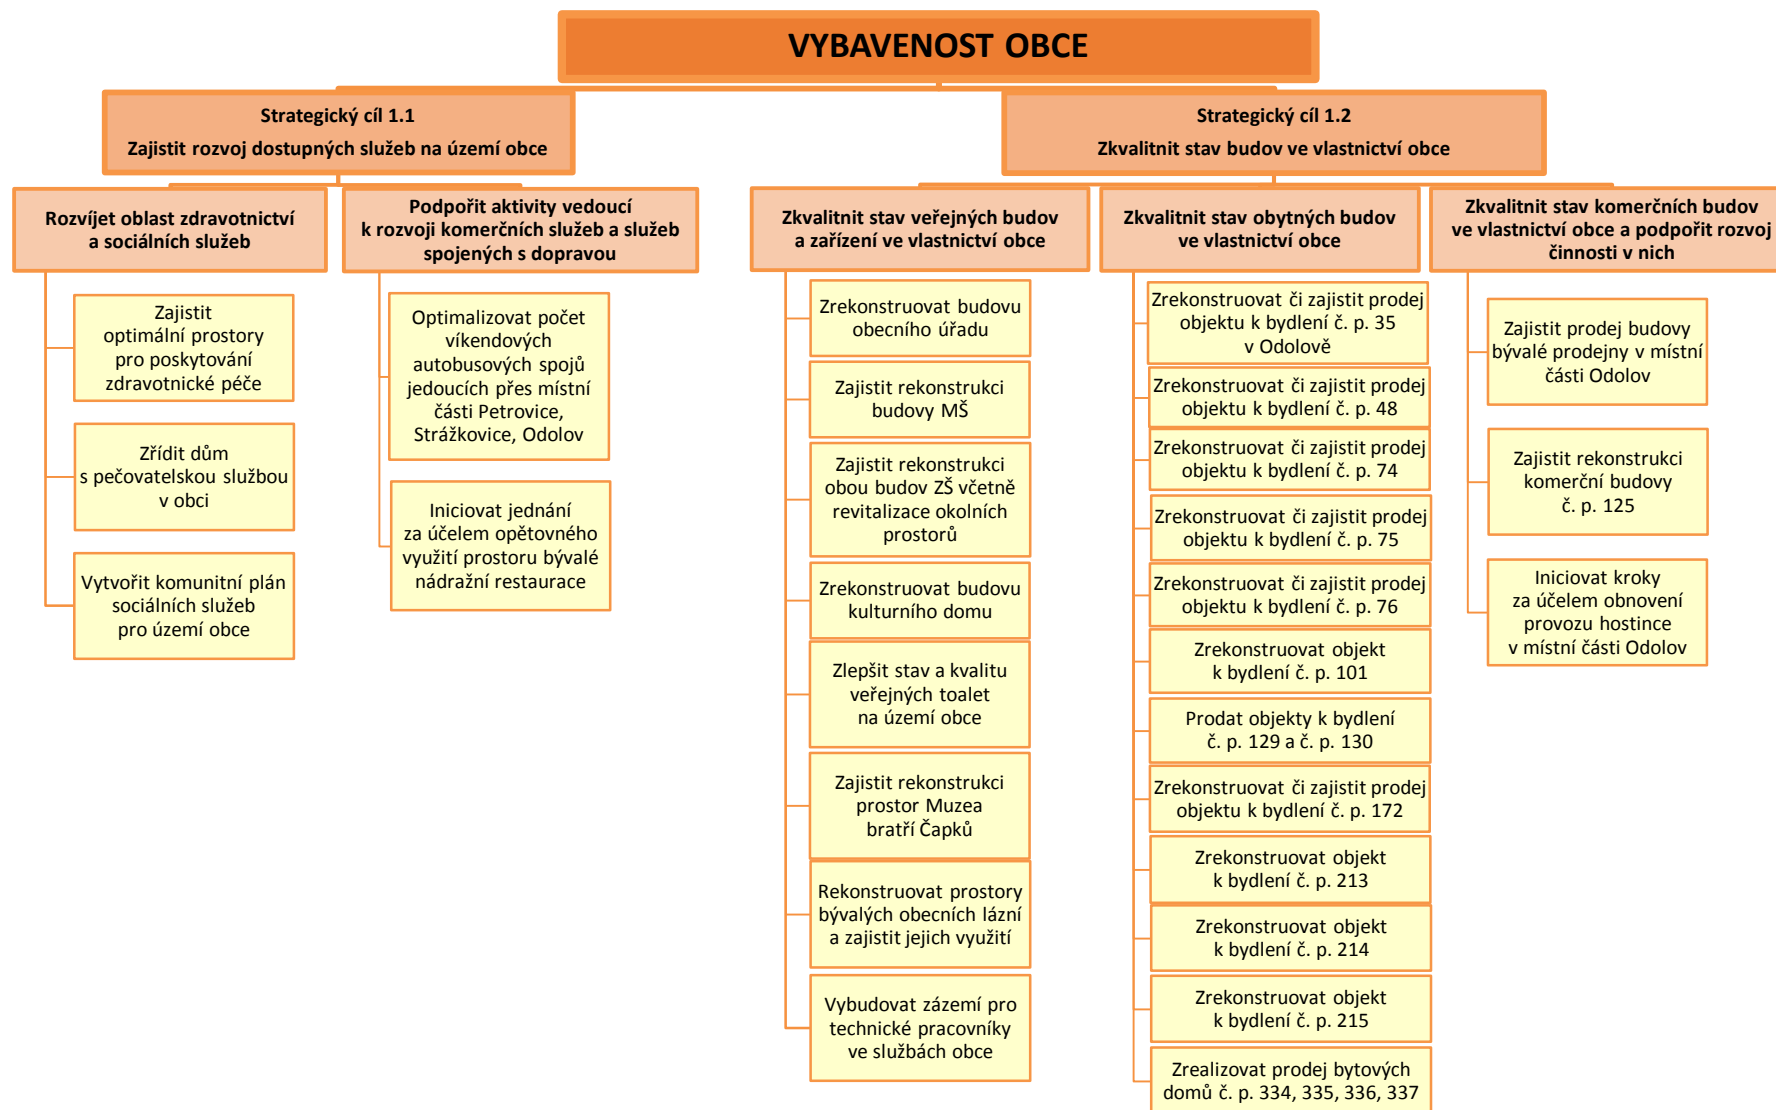 VYBAVENOST OBCE
Strategický cíl 1.1
Zajistit rozvoj dostupných služeb na území obce
Rozvíjet oblast zdravotnictví
a sociálních služeb
Zajistit
optimální prostory
pro poskytování
zdravotnické péče
Zřídit dům
s pečovatelskou službou
v obci
Vytvořit komunitní plán
sociálních služeb
pro území obce
Podpořit aktivity vedoucí
k rozvoji komerčních služeb a služeb
spojených s dopravou
Optimalizovat počet
víkendových
autobusových spojů
jedoucích přes místní
části Petrovice,
Strážkovice, Odolov
Iniciovat jednání
za účelem opětovného
využití prostoru bývalé
nádražní restaurace
Strategický cíl 1.2
Zkvalitnit stav budov ve vlastnictví obce
Zkvalitnit stav veřejných budov
a zařízení ve vlastnictví obce
Zrekonstruovat budovu
obecního úřadu
Zajistit rekonstrukci
budovy MŠ
Zajistit rekonstrukci
obou budov ZŠ včetně
revitalizace okolních
prostorů
Zrekonstruovat budovu
kulturního domu
Zlepšit stav a kvalitu
veřejných toalet
na území obce
Zajistit rekonstrukci
prostor Muzea
bratří Čapků
Rekonstruovat prostory
bývalých obecních lázní
a zajistit jejich využití
Vybudovat zázemí pro
technické pracovníky
ve službách obce
Zkvalitnit stav obytných budov
ve vlastnictví obce
Zrekonstruovat či zajistit prodej
objektu k bydlení č. p. 35
v Odolově
Zrekonstruovat či zajistit prodej
objektu k bydlení č. p. 48
Zrekonstruovat či zajistit prodej
objektu k bydlení č. p. 74
Zrekonstruovat či zajistit prodej
objektu k bydlení č. p. 75
Zrekonstruovat či zajistit prodej
objektu k bydlení č. p. 76
Zrekonstruovat objekt
k bydlení č. p. 101
Prodat objekty k bydlení
č. p. 129 a č. p. 130
Zrekonstruovat či zajistit prodej
objektu k bydlení č. p. 172
Zrekonstruovat objekt
k bydlení č. p. 213
Zrekonstruovat objekt
k bydlení č. p. 214
Zrekonstruovat objekt
k bydlení č. p. 215
Zrealizovat prodej bytových
domů č. p. 334, 335, 336, 337
Zkvalitnit stav komerčních budov
ve vlastnictví obce a podpořit rozvoj
činnosti v nich
Zajistit prodej budovy
bývalé prodejny v místní
části Odolov
Zajistit rekonstrukci
komerční budovy
č. p. 125
Iniciovat kroky
za účelem obnovení
provozu hostince
v místní části Odolov